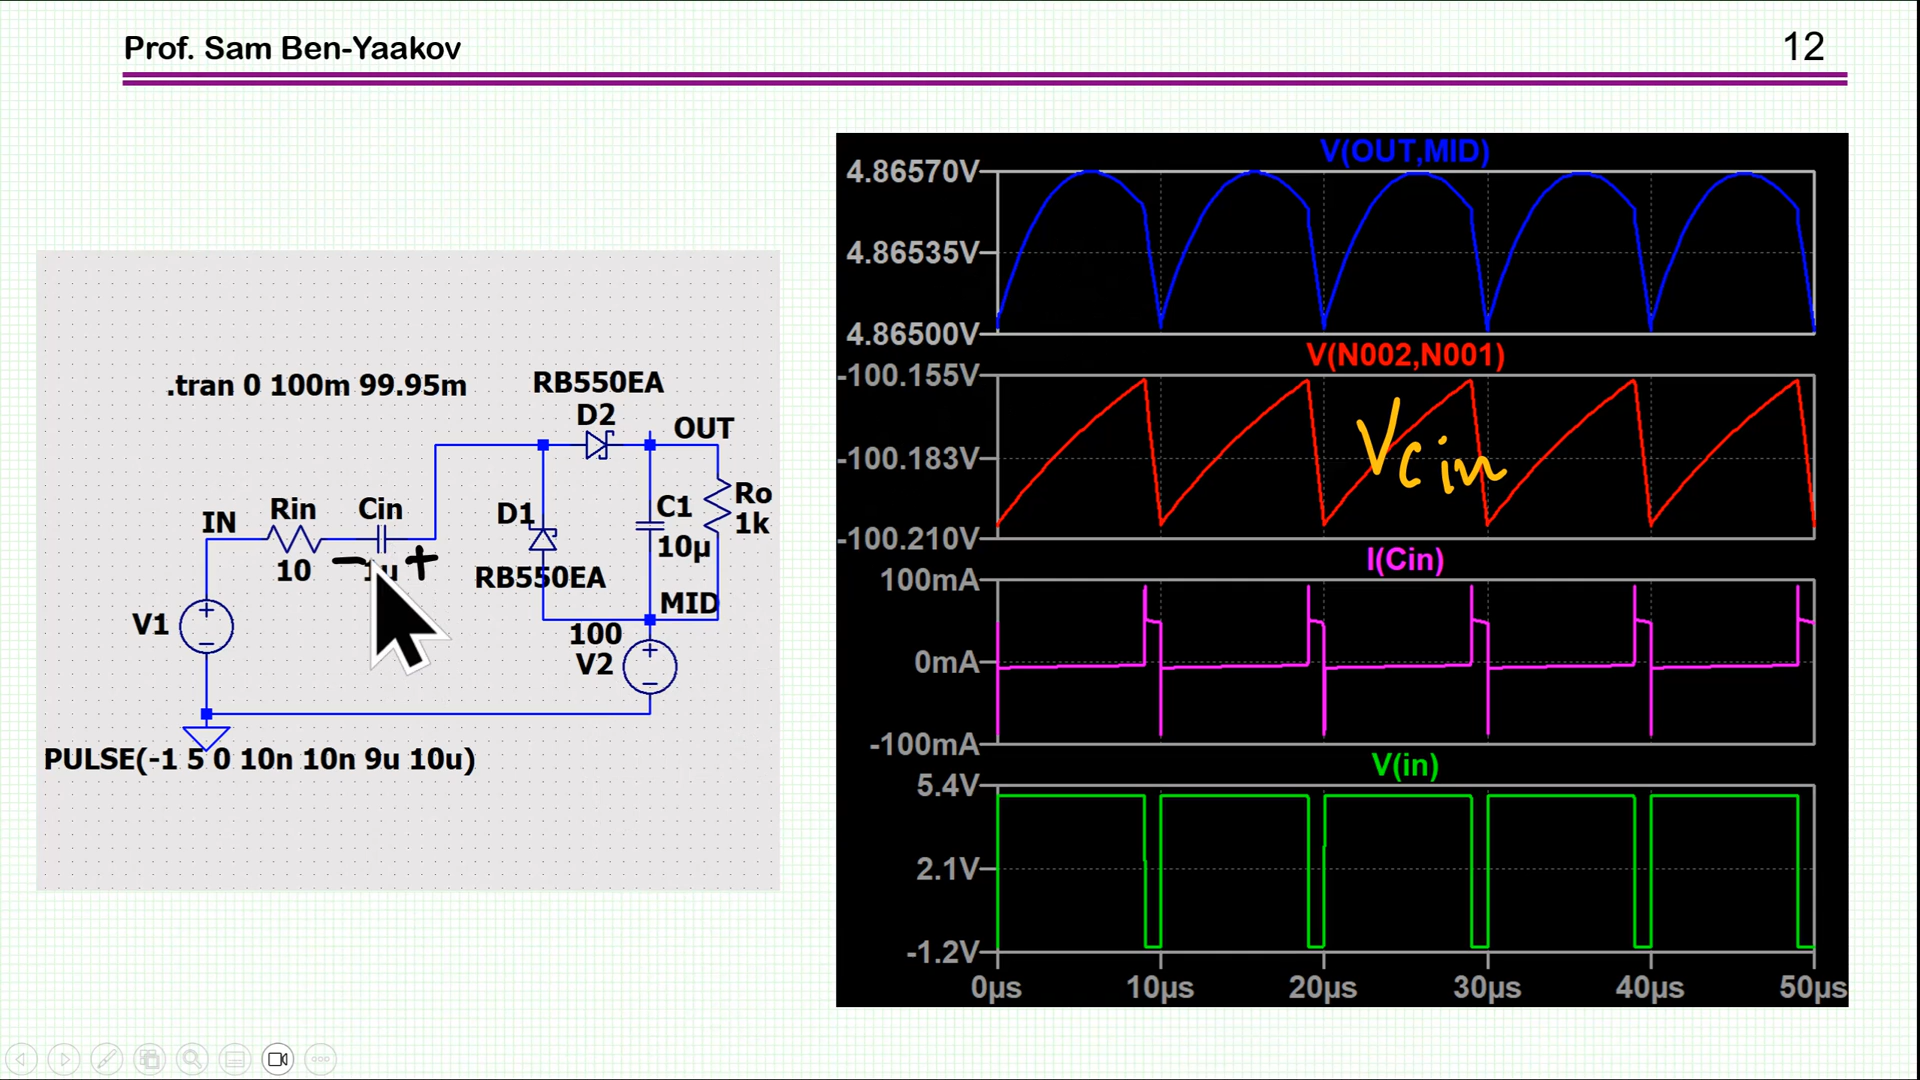 Prof. Sam Ben-Yaakov
12
.tran 0 100m 99.95m
RB550EA
D2
OUT
IN
Rin
Cin
10
1µ
− +
D1
RB550EA
C1
10µ
Ro
1k
MID
V1
+
−
100
V2
+
−
PULSE(-1 5 0 10n 10n 9u 10u)
V(OUT,MID)
4.86570V
4.86535V
4.86500V
V(N002,N001)
-100.155V
-100.183V
-100.210V
Vcin
I(Cin)
100mA
0mA
-100mA
V(in)
5.4V
2.1V
-1.2V
0µs 10µs 20µs 30µs 40µs 50µs